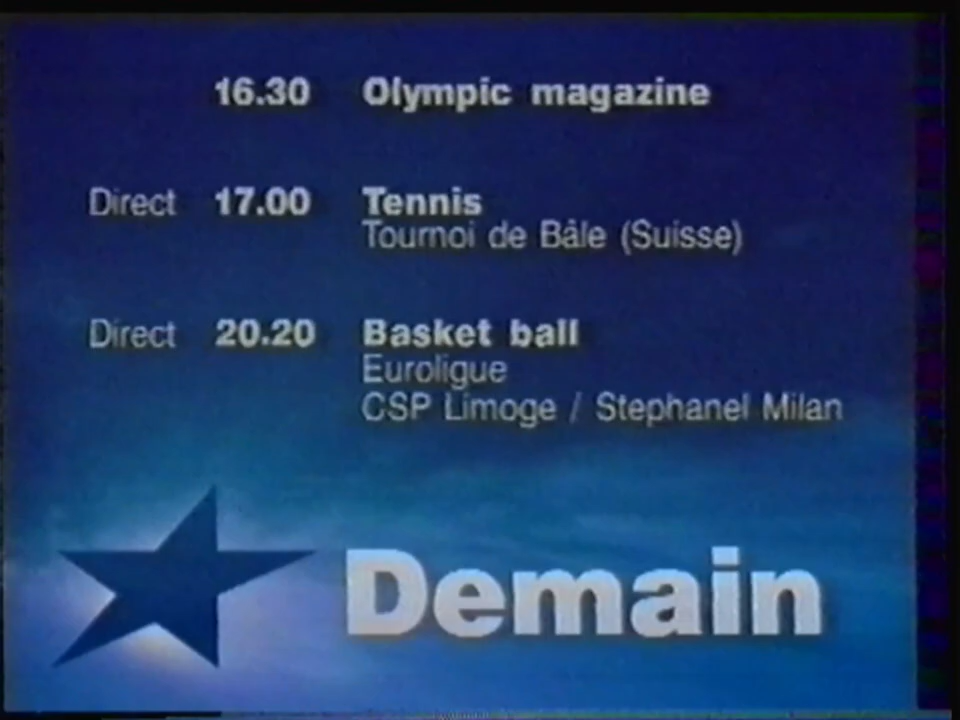 16.30 Olympic magazine
Direct 17.00 Tennis
Tournoi de Bâle (Suisse)
Direct 20.20 Basket ball
Euroligue
CSP Limoge / Stephanel Milan
Demain